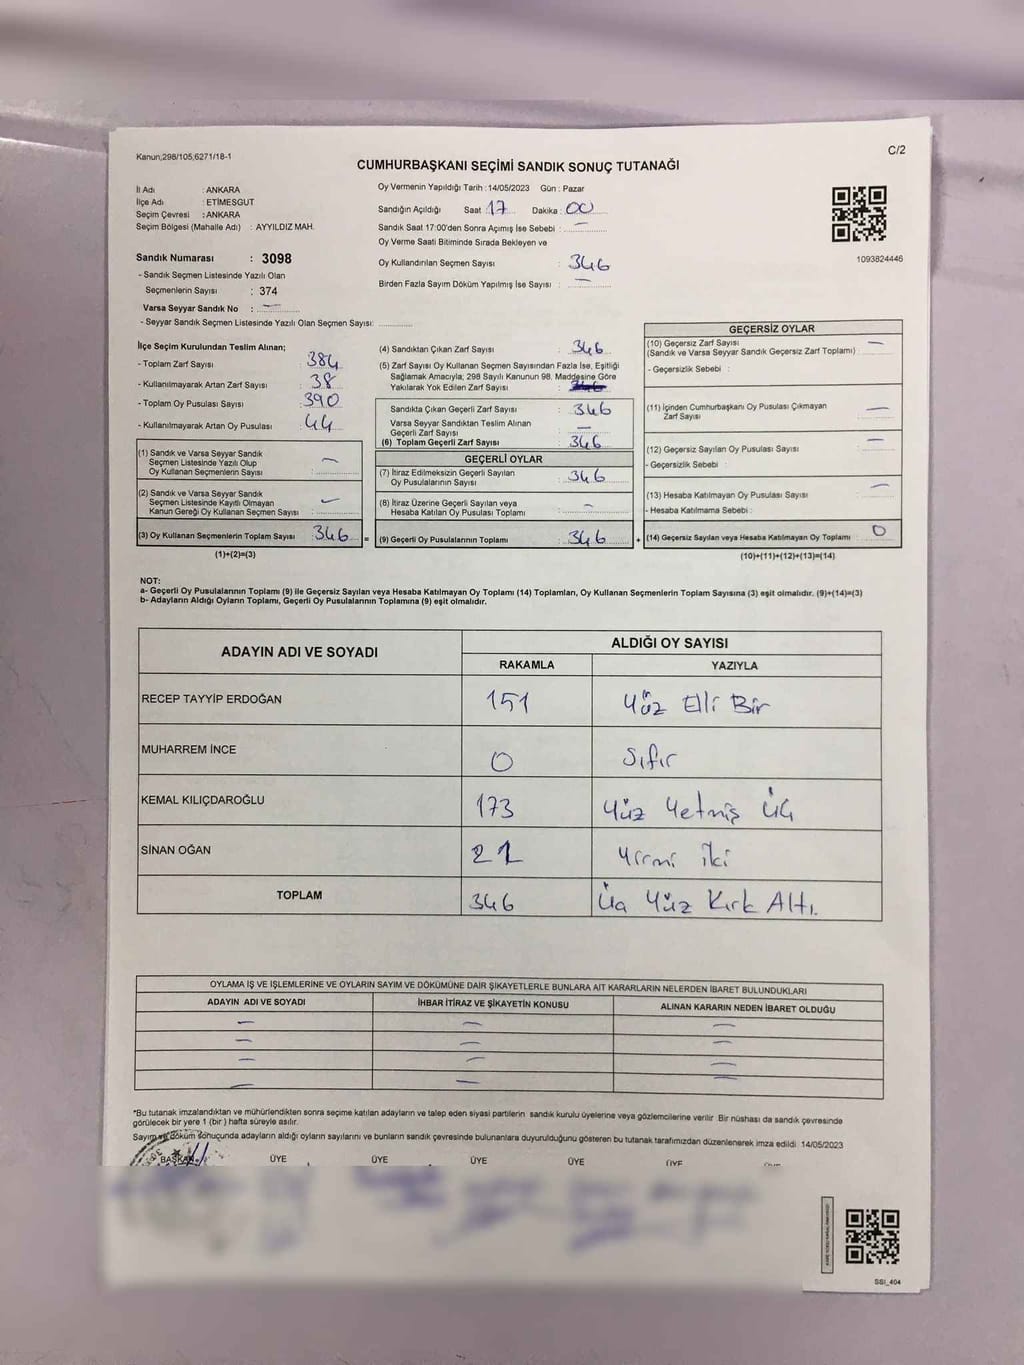 Kanun,298/105,6271/18-1
C/2
CUMHURBAŞKANI SEÇİMİ SANDIK SONUÇ TUTANAĞI
İl Adı : ANKARA
İlçe Adı : ETİMESGUT
Seçim Çevresi : ANKARA
Seçim Bölgesi (Mahalle Adı) : AYYILDIZ MAH.
Oy Vermenin Yapıldığı Tarih : 14/05/2023 Gün : Pazar
Sandığın Açıldığı Saat 17 Dakika : 00
Sandık Saat 17:00'den Sonra Açımış İse Sebebi : —
Oy Verme Saati Bitiminde Sırada Bekleyen ve
Oy Kullandırılan Seçmen Sayısı : 346
Birden Fazla Sayım Döküm Yapılmış İse Sayısı : —
1093824446
Sandık Numarası : 3098
- Sandık Seçmen Listesinde Yazılı Olan
Seçmenlerin Sayısı : 374
Varsa Seyyar Sandık No : —
- Seyyar Sandık Seçmen Listesinde Yazılı Olan Seçmen Sayısı:
İlçe Seçim Kurulundan Teslim Alınan;
- Toplam Zarf Sayısı : 384
- Kullanılmayarak Artan Zarf Sayısı : 38
- Toplam Oy Pusulası Sayısı : 390
- Kullanılmayarak Artan Oy Pusulası : 44
(1) Sandık ve Varsa Seyyar Sandık
Seçmen Listesinde Yazılı Olup
Oy Kullanan Seçmenlerin Sayısı : —
(2) Sandık ve Varsa Seyyar Sandık
Seçmen Listesinde Kayıtlı Olmayan
Kanun Gereği Oy Kullanan Seçmen Sayısı : —
(3) Oy Kullanan Seçmenlerin Toplam Sayısı : 346 =
(1)+(2)=(3)
(4) Sandıktan Çıkan Zarf Sayısı : 346
(5) Zarf Sayısı Oy Kullanan Seçmen Sayısından Fazla İse, Eşitliği
Sağlamak Amacıyla; 298 Sayılı Kanunun 98. Maddesine Göre
Yakılarak Yok Edilen Zarf Sayısı :
Sandıkta Çıkan Geçerli Zarf Sayısı : 346
Varsa Seyyar Sandıktan Teslim Alınan
Geçerli Zarf Sayısı : —
(6) Toplam Geçerli Zarf Sayısı : 346
GEÇERLİ OYLAR
(7) İtiraz Edilmeksizin Geçerli Sayılan
Oy Pusulalarının Sayısı : 346
(8) İtiraz Üzerine Geçerli Sayılan veya
Hesaba Katılan Oy Pusulası Toplamı : —
(9) Geçerli Oy Pusulalarının Toplamı : 346 +
GEÇERSİZ OYLAR
(10) Geçersiz Zarf Sayısı —
(Sandık ve Varsa Seyyar Sandık Geçersiz Zarf Toplamı) :
- Geçersizlik Sebebi :
(11) İçinden Cumhurbaşkanı Oy Pusulası Çıkmayan
Zarf Sayısı : —
(12) Geçersiz Sayılan Oy Pusulası Sayısı : —
- Geçersizlik Sebebi :
(13) Hesaba Katılmayan Oy Pusulası Sayısı : —
- Hesaba Katılmama Sebebi :
(14) Geçersiz Sayılan veya Hesaba Katılmayan Oy Toplamı : 0
(10)+(11)+(12)+(13)=(14)
NOT:
a- Geçerli Oy Pusulalarının Toplamı (9) ile Geçersiz Sayılan veya Hesaba Katılmayan Oy Toplamı (14) Toplamları, Oy Kullanan Seçmenlerin Toplam Sayısına (3) eşit olmalıdır. (9)+(14)=(3)
b- Adayların Aldığı Oyların Toplamı, Geçerli Oy Pusulalarının Toplamına (9) eşit olmalıdır.
ADAYIN ADI VE SOYADI
ALDIĞI OY SAYISI
RAKAMLA YAZIYLA
RECEP TAYYİP ERDOĞAN 151 Yüz Elli Bir
MUHARREM İNCE 0 Sıfır
KEMAL KILIÇDAROĞLU 173 Yüz Yetmiş Üç
SİNAN OĞAN 22 Yirmi İki
TOPLAM 346 Üç Yüz Kırk Altı.
OYLAMA İŞ VE İŞLEMLERİNE VE OYLARIN SAYIM VE DÖKÜMÜNE DAİR ŞİKAYETLERLE BUNLARA AİT KARARLARIN NELERDEN İBARET BULUNDUKLARI
ADAYIN ADI VE SOYADI İHBAR İTİRAZ VE ŞİKAYETİN KONUSU ALINAN KARARIN NEDEN İBARET OLDUĞU
— — —
— — —
— — —
— — —
*Bu tutanak imzalandıktan ve mühürlendikten sonra seçime katılan adayların ve talep eden siyasi partilerin sandık kurulu üyelerine veya gözlemcilerine verilir. Bir nüshası da sandık çevresinde
görülecek bir yere 1 (bir) hafta süreyle asılır.
Sayım ve döküm sonuçunda adayların aldığı oyların sayılarını ve bunların sandık çevresinde bulunanlara duyurulduğunu gösteren bu tutanak tarafımızdan düzenlenerek imza edildi. 14/05/2023
BAŞKAN ÜYE ÜYE ÜYE ÜYE ÜYE
SSI_404